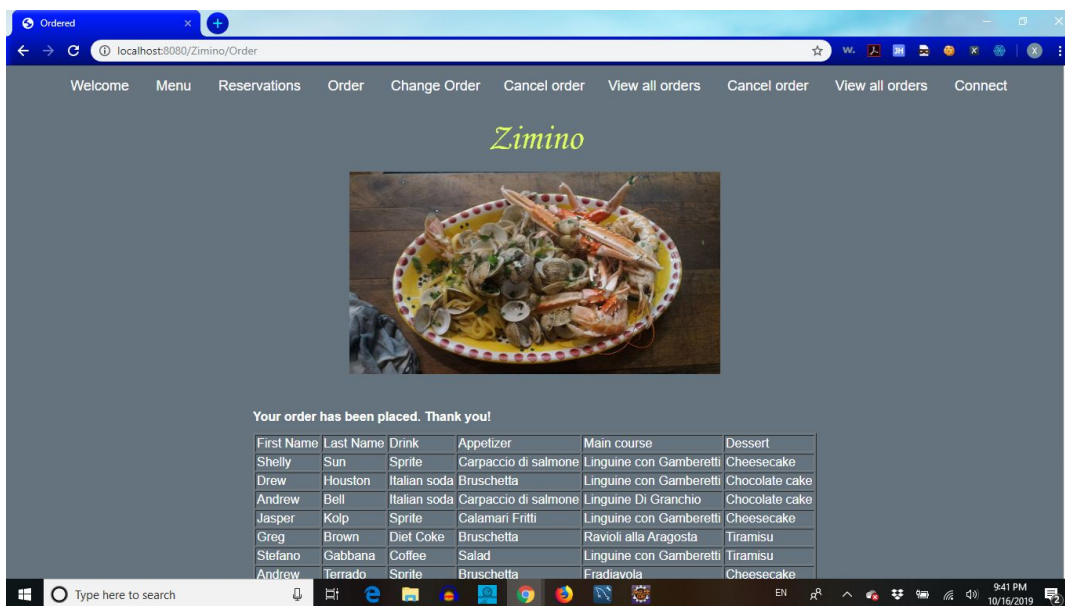 Ordered
localhost:8080/Zimino/Order
Welcome Menu Reservations Order Change Order Cancel order View all orders Cancel order View all orders Connect
Zimino
Your order has been placed. Thank you!
First Name Last Name Drink Appetizer Main course Dessert
Shelly Sun Sprite Carpaccio di salmone Linguine con Gamberetti Cheesecake
Drew Houston Italian soda Bruschetta Linguine con Gamberetti Chocolate cake
Andrew Bell Italian soda Carpaccio di salmone Linguine Di Granchio Chocolate cake
Jasper Kolp Sprite Calamari Fritti Linguine con Gamberetti Cheesecake
Greg Brown Diet Coke Bruschetta Ravioli alla Aragosta Tiramisu
Stefano Gabbana Coffee Salad Linguine con Gamberetti Tiramisu
Andrew Terrado Sprite Bruschetta Fradiavola Cheesecake
Type here to search
EN
9:41 PM
10/16/2019